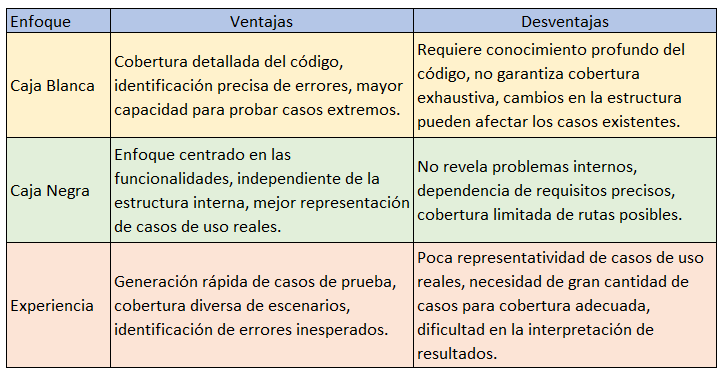 Enfoque
Ventajas
Desventajas
Caja Blanca
Cobertura detallada del código,
identificación precisa de errores, mayor
capacidad para probar casos extremos.
Requiere conocimiento profundo del
código, no garantiza cobertura
exhaustiva, cambios en la estructura
pueden afectar los casos existentes.
Caja Negra
Enfoque centrado en las
funcionalidades, independiente de la
estructura interna, mejor representación
de casos de uso reales.
No revela problemas internos,
dependencia de requisitos precisos,
cobertura limitada de rutas posibles.
Experiencia
Generación rápida de casos de prueba,
cobertura diversa de escenarios,
identificación de errores inesperados.
Poca representatividad de casos de uso
reales, necesidad de gran cantidad de
casos para cobertura adecuada,
dificultad en la interpretación de
resultados.